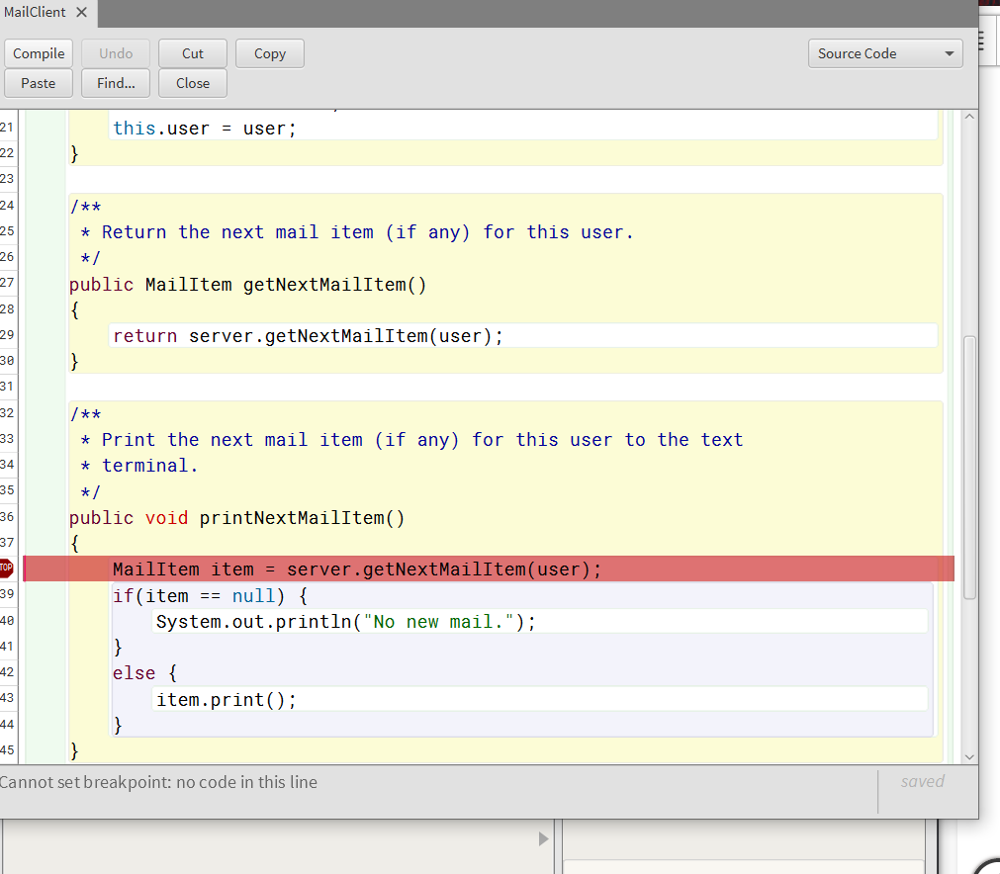 MailClient
Compile Undo Cut Copy
Source Code
Paste Find... Close
21 this.user = user;
22 }
23
24 /**
25 * Return the next mail item (if any) for this user.
26 */
27 public MailItem getNextMailItem()
28 {
29 return server.getNextMailItem(user);
30 }
31
32 /**
33 * Print the next mail item (if any) for this user to the text
34 * terminal.
35 */
36 public void printNextMailItem()
37 {
MailItem item = server.getNextMailItem(user);
39 if(item == null) {
40 System.out.println("No new mail.");
41 }
42 else {
43 item.print();
44 }
45 }
Cannot set breakpoint: no code in this line
saved